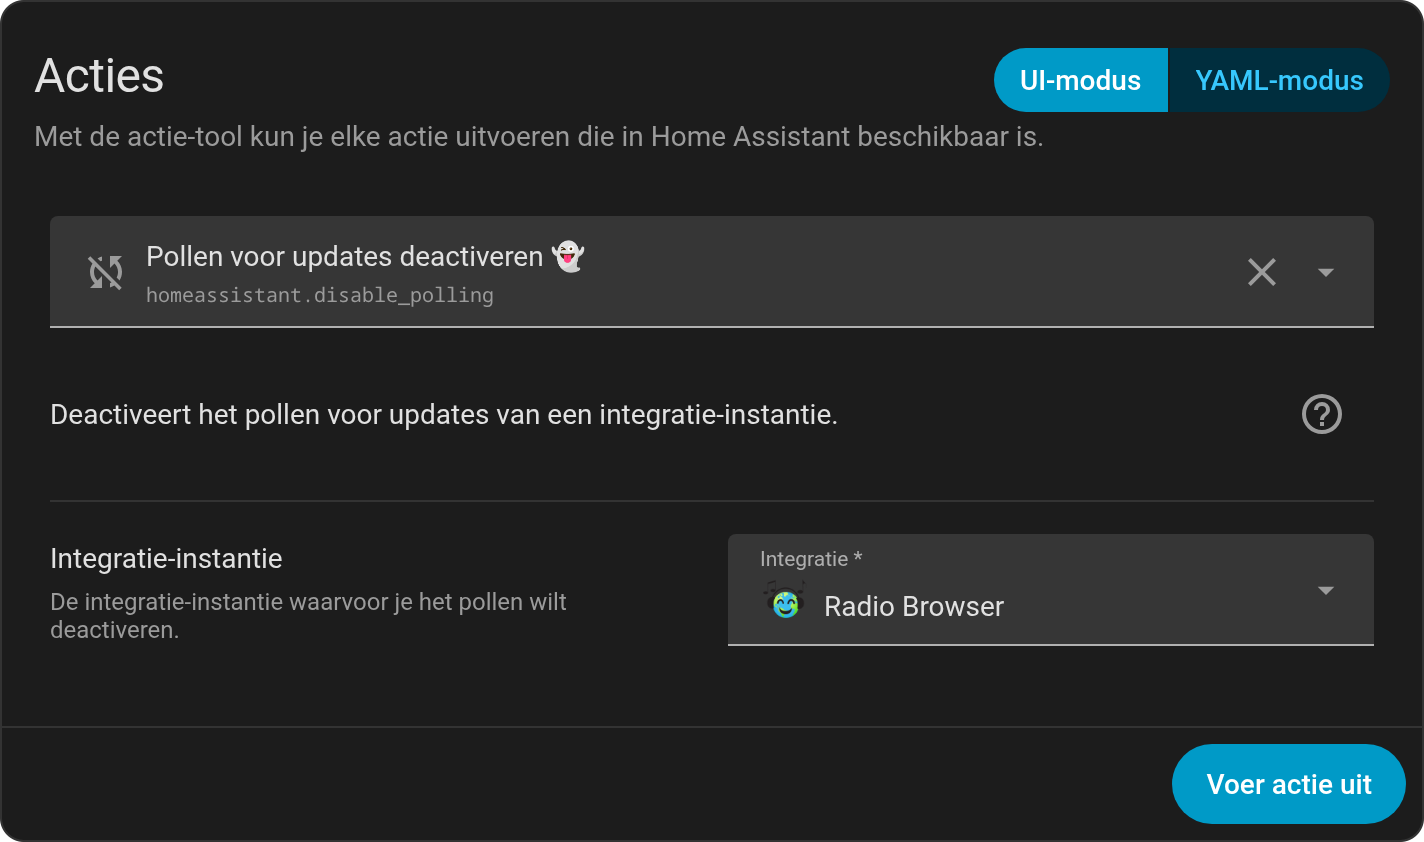 Acties
UI-modus
YAML-modus
Met de actie-tool kun je elke actie uitvoeren die in Home Assistant beschikbaar is.
Pollen voor updates deactiveren 👻
homeassistant.disable_polling
Deactiveert het pollen voor updates van een integratie-instantie.
Integratie-instantie
De integratie-instantie waarvoor je het pollen wilt
deactiveren.
Integratie *
Radio Browser
Voer actie uit